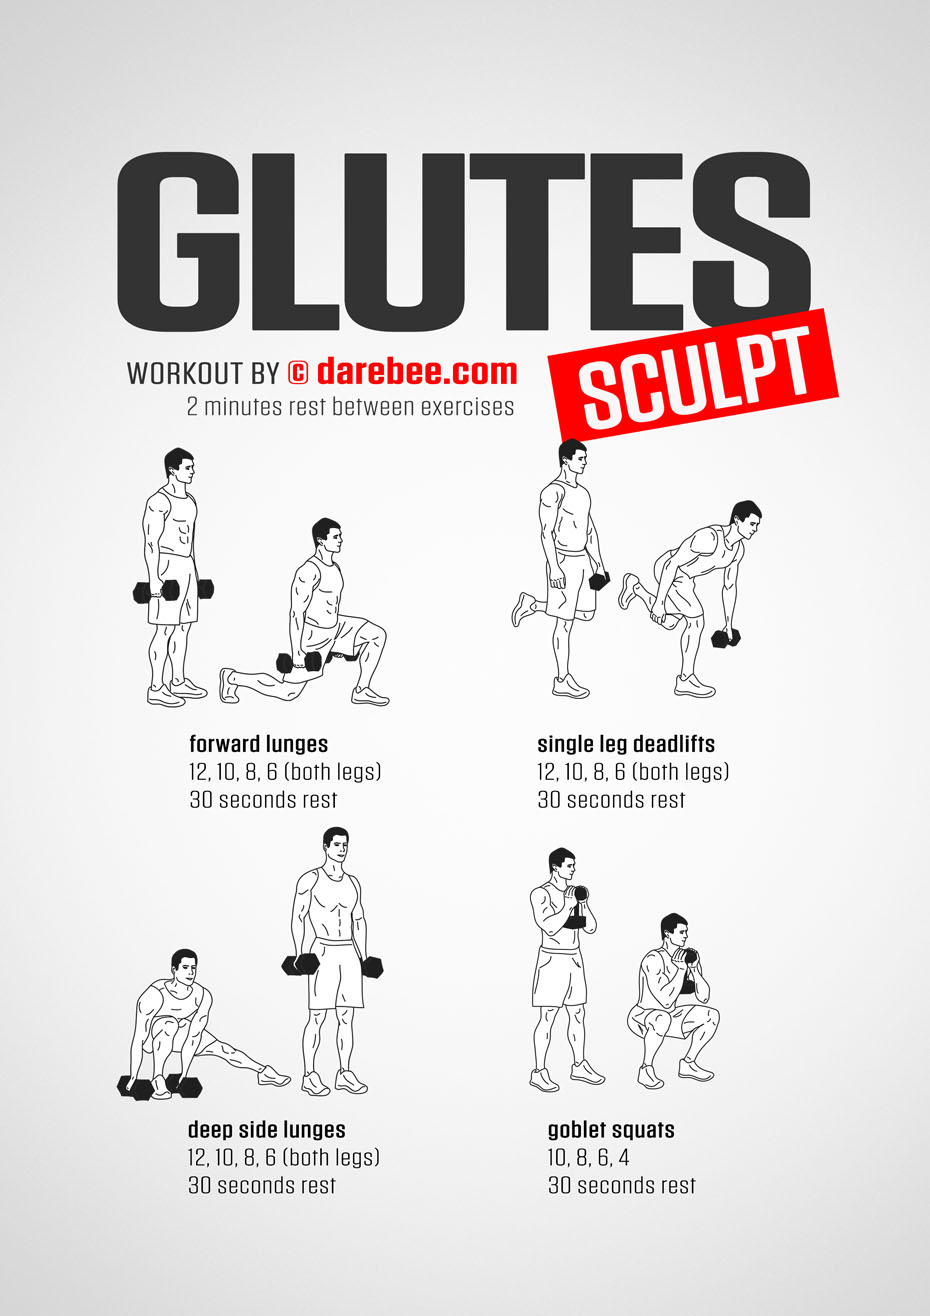 GLUTES
SCULPT
WORKOUT BY © darebee.com
2 minutes rest between exercises
forward lunges
12, 10, 8, 6 (both legs)
30 seconds rest
single leg deadlifts
12, 10, 8, 6 (both legs)
30 seconds rest
deep side lunges
12, 10, 8, 6 (both legs)
30 seconds rest
goblet squats
10, 8, 6, 4
30 seconds rest